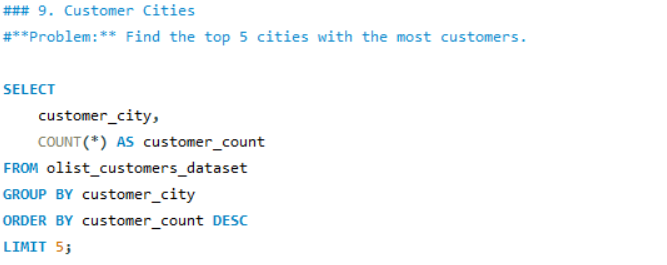 ### 9. Customer Cities
#**Problem:** Find the top 5 cities with the most customers.
SELECT
customer_city,
COUNT(*) AS customer_count
FROM olist_customers_dataset
GROUP BY customer_city
ORDER BY customer_count DESC
LIMIT 5;